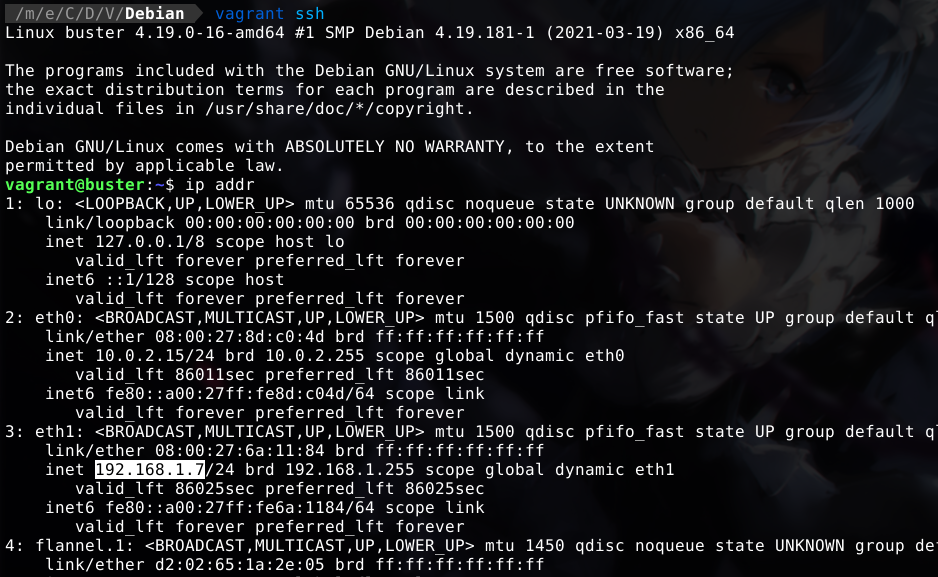 /m/e/C/D/V/Debian vagrant ssh
Linux buster 4.19.0-16-amd64 #1 SMP Debian 4.19.181-1 (2021-03-19) x86_64
The programs included with the Debian GNU/Linux system are free software;
the exact distribution terms for each program are described in the
individual files in /usr/share/doc/*/copyright.
Debian GNU/Linux comes with ABSOLUTELY NO WARRANTY, to the extent
permitted by applicable law.
vagrant@buster:~$ ip addr
1: lo: <LOOPBACK,UP,LOWER_UP> mtu 65536 qdisc noqueue state UNKNOWN group default qlen 1000
link/loopback 00:00:00:00:00:00 brd 00:00:00:00:00:00
inet 127.0.0.1/8 scope host lo
valid_lft forever preferred_lft forever
inet6 ::1/128 scope host
valid_lft forever preferred_lft forever
2: eth0: <BROADCAST,MULTICAST,UP,LOWER_UP> mtu 1500 qdisc pfifo_fast state UP group default
link/ether 08:00:27:8d:c0:4d brd ff:ff:ff:ff:ff:ff
inet 10.0.2.15/24 brd 10.0.2.255 scope global dynamic eth0
valid_lft 86011sec preferred_lft 86011sec
inet6 fe80::a00:27ff:fe8d:c04d/64 scope link
valid_lft forever preferred_lft forever
3: eth1: <BROADCAST,MULTICAST,UP,LOWER_UP> mtu 1500 qdisc pfifo_fast state UP group default
link/ether 08:00:27:6a:11:84 brd ff:ff:ff:ff:ff:ff
inet 192.168.1.7/24 brd 192.168.1.255 scope global dynamic eth1
valid_lft 86025sec preferred_lft 86025sec
inet6 fe80::a00:27ff:fe6a:1184/64 scope link
valid_lft forever preferred_lft forever
4: flannel.1: <BROADCAST,MULTICAST,UP,LOWER_UP> mtu 1450 qdisc noqueue state UNKNOWN group
link/ether d2:02:65:1a:2e:05 brd ff:ff:ff:ff:ff:ff